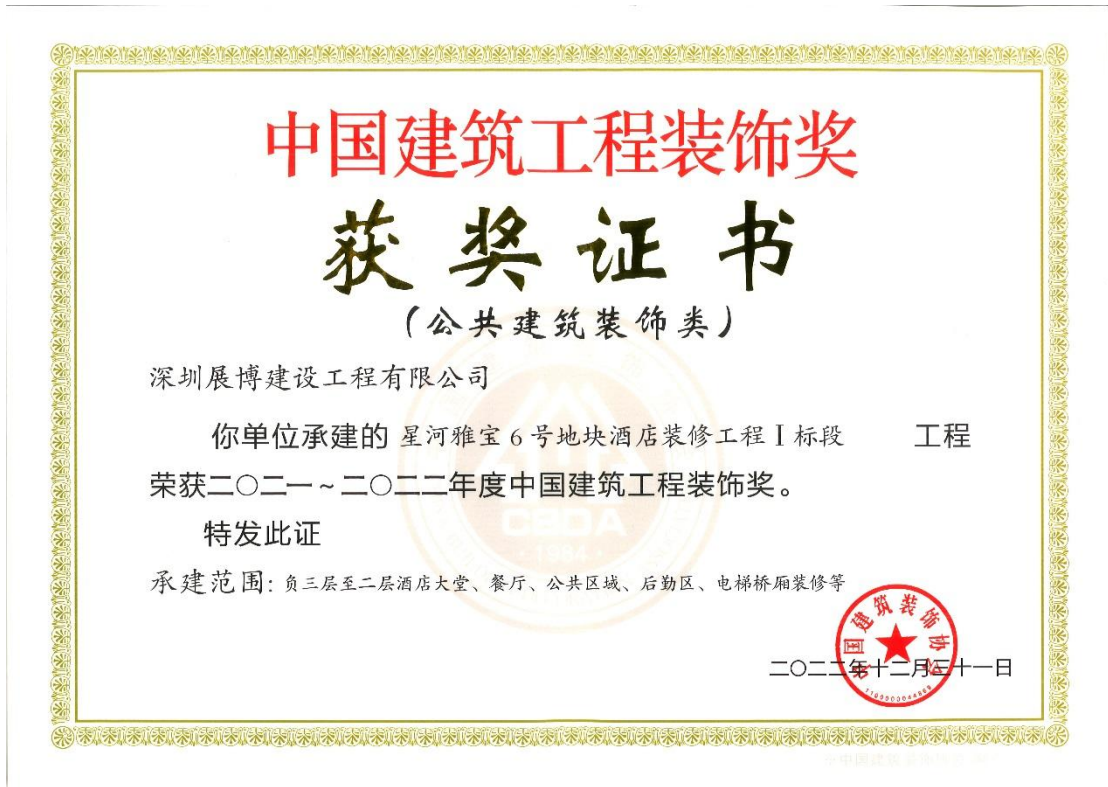 中国建筑工程装饰奖
获奖证书
(公共建筑装饰类)
深圳展博建设工程有限公司
你单位承建的 星河雅宝6号地块酒店装修工程Ⅰ标段 工程
荣获二〇二一~二〇二二年度中国建筑工程装饰奖。
特发此证
承建范围: 负三层至二层酒店大堂、餐厅、公共区域、后勤区、电梯桥厢装修等
中国建筑装饰协会
二〇二二年十二月三十一日
CBDA
·1984·